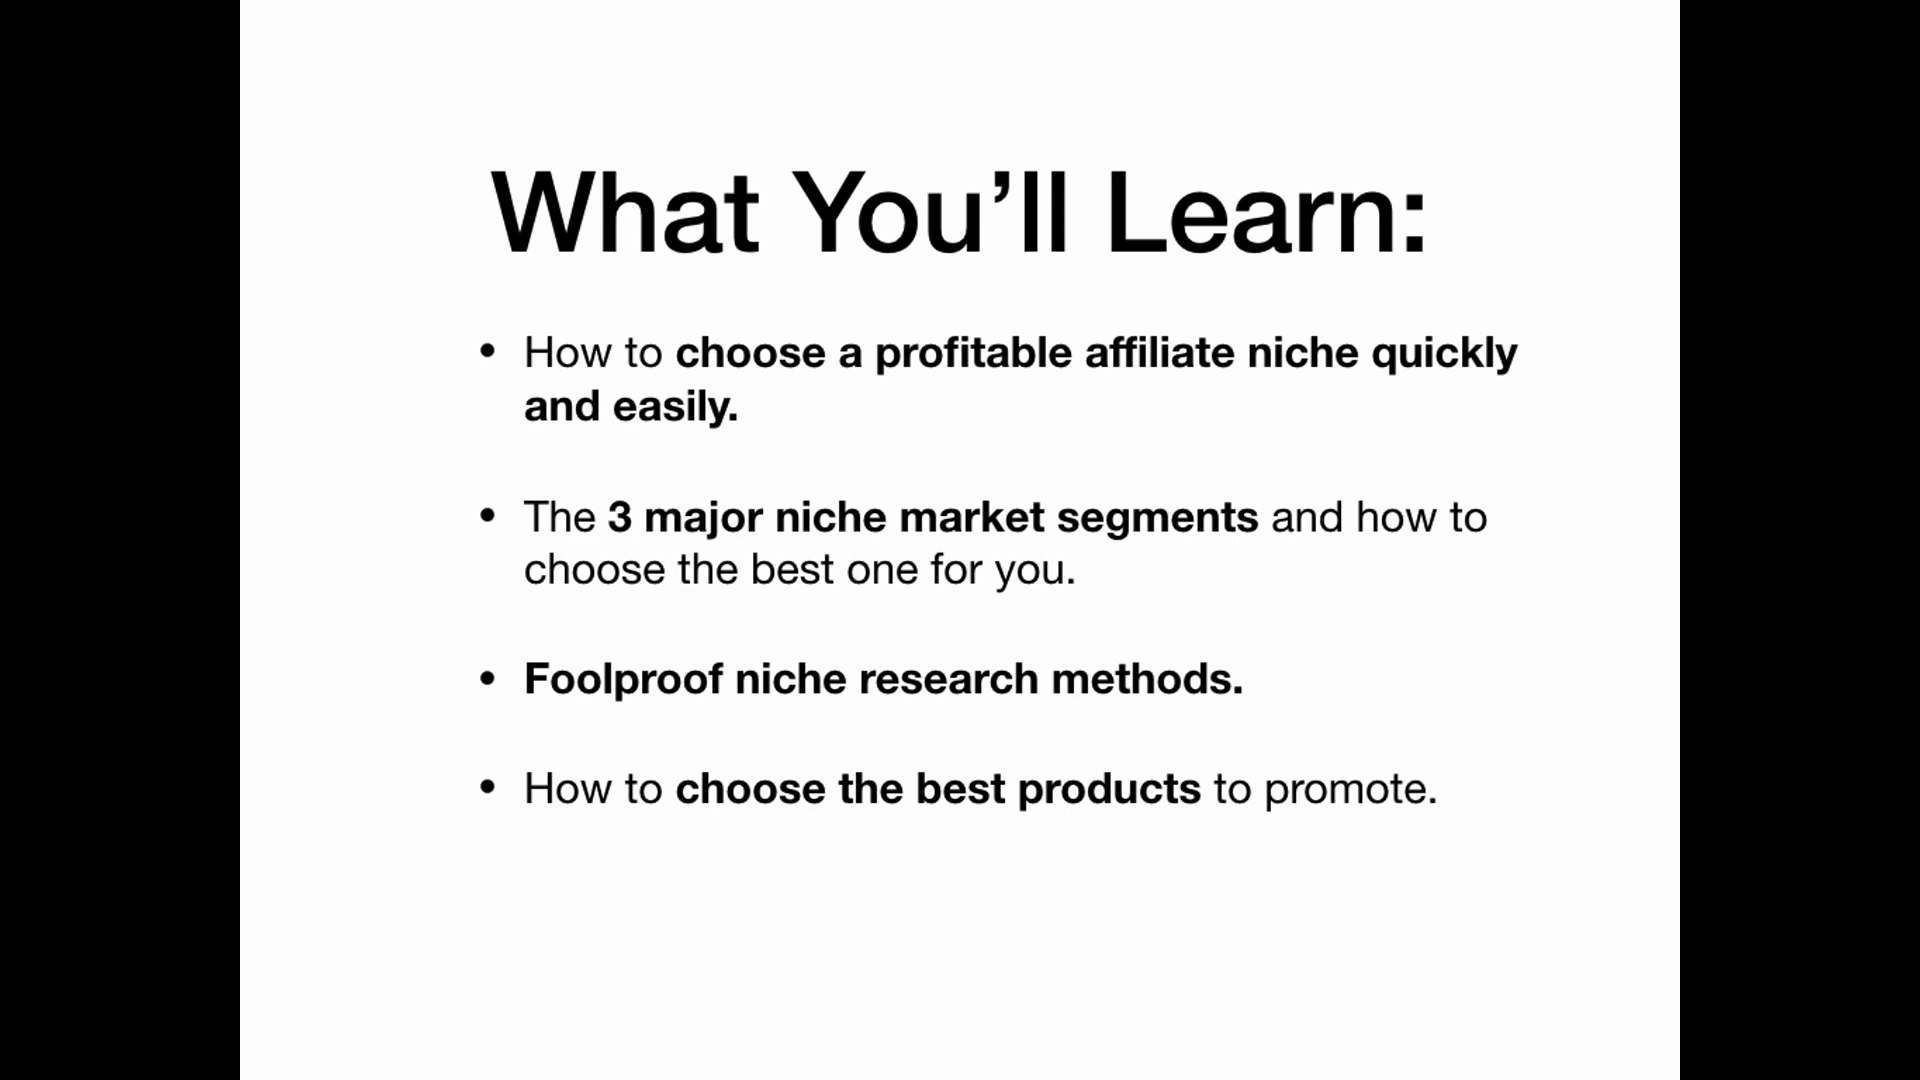 What You’ll Learn:
• How to choose a profitable affiliate niche quickly
and easily.
• The 3 major niche market segments and how to
choose the best one for you.
• Foolproof niche research methods.
• How to choose the best products to promote.